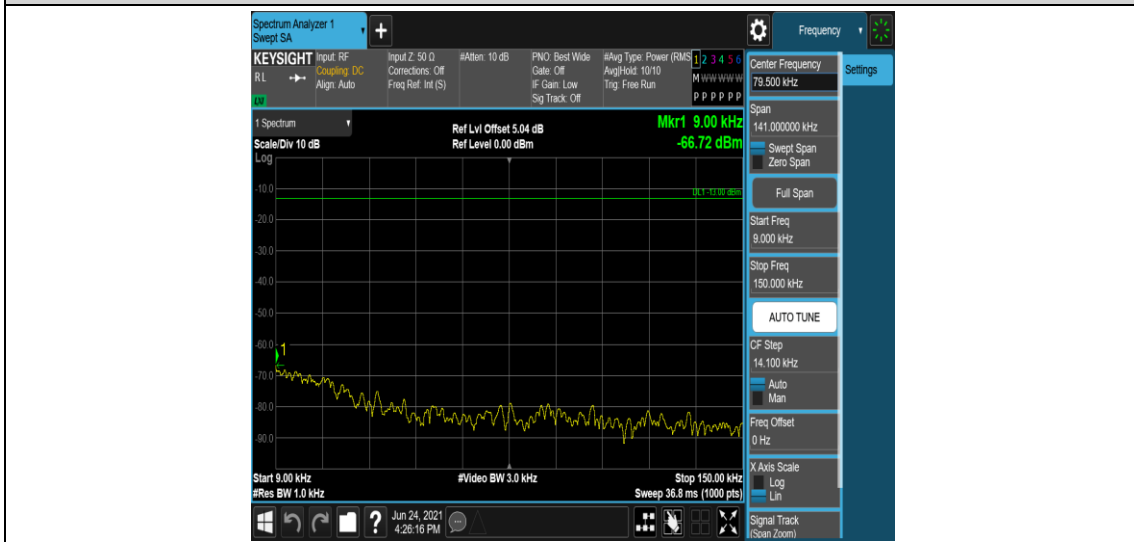 Spectrum Analyzer 1
Swept SA
+
Frequency
KEYSIGHT
RL
LXI
Input: RF
Coupling: DC
Align: Auto
Input Z: 50 Ω
Corrections: Off
Freq Ref: Int (S)
#Atten: 10 dB
PNO: Best Wide
Gate: Off
IF Gain: Low
Sig Track: Off
#Avg Type: Power (RMS
Avg|Hold: 10/10
Trig: Free Run
1 2 3 4 5 6
M W W W W W
P P P P P P
1 Spectrum
Scale/Div 10 dB
Ref Lvl Offset 5.04 dB
Ref Level 0.00 dBm
Mkr1 9.00 kHz
-66.72 dBm
Log
DL1 -13.00 dBm
-10.0
-20.0
-30.0
-40.0
-50.0
-60.0
1
-70.0
-80.0
-90.0
Start 9.00 kHz
#Res BW 1.0 kHz
#Video BW 3.0 kHz
Stop 150.00 kHz
Sweep 36.8 ms (1000 pts)
?
Jun 24, 2021
4:26:16 PM
Center Frequency
79.500 kHz
Settings
Span
141.000000 kHz
Swept Span
Zero Span
Full Span
Start Freq
9.000 kHz
Stop Freq
150.000 kHz
AUTO TUNE
CF Step
14.100 kHz
Auto
Man
Freq Offset
0 Hz
X Axis Scale
Log
Lin
Signal Track
(Span Zoom)